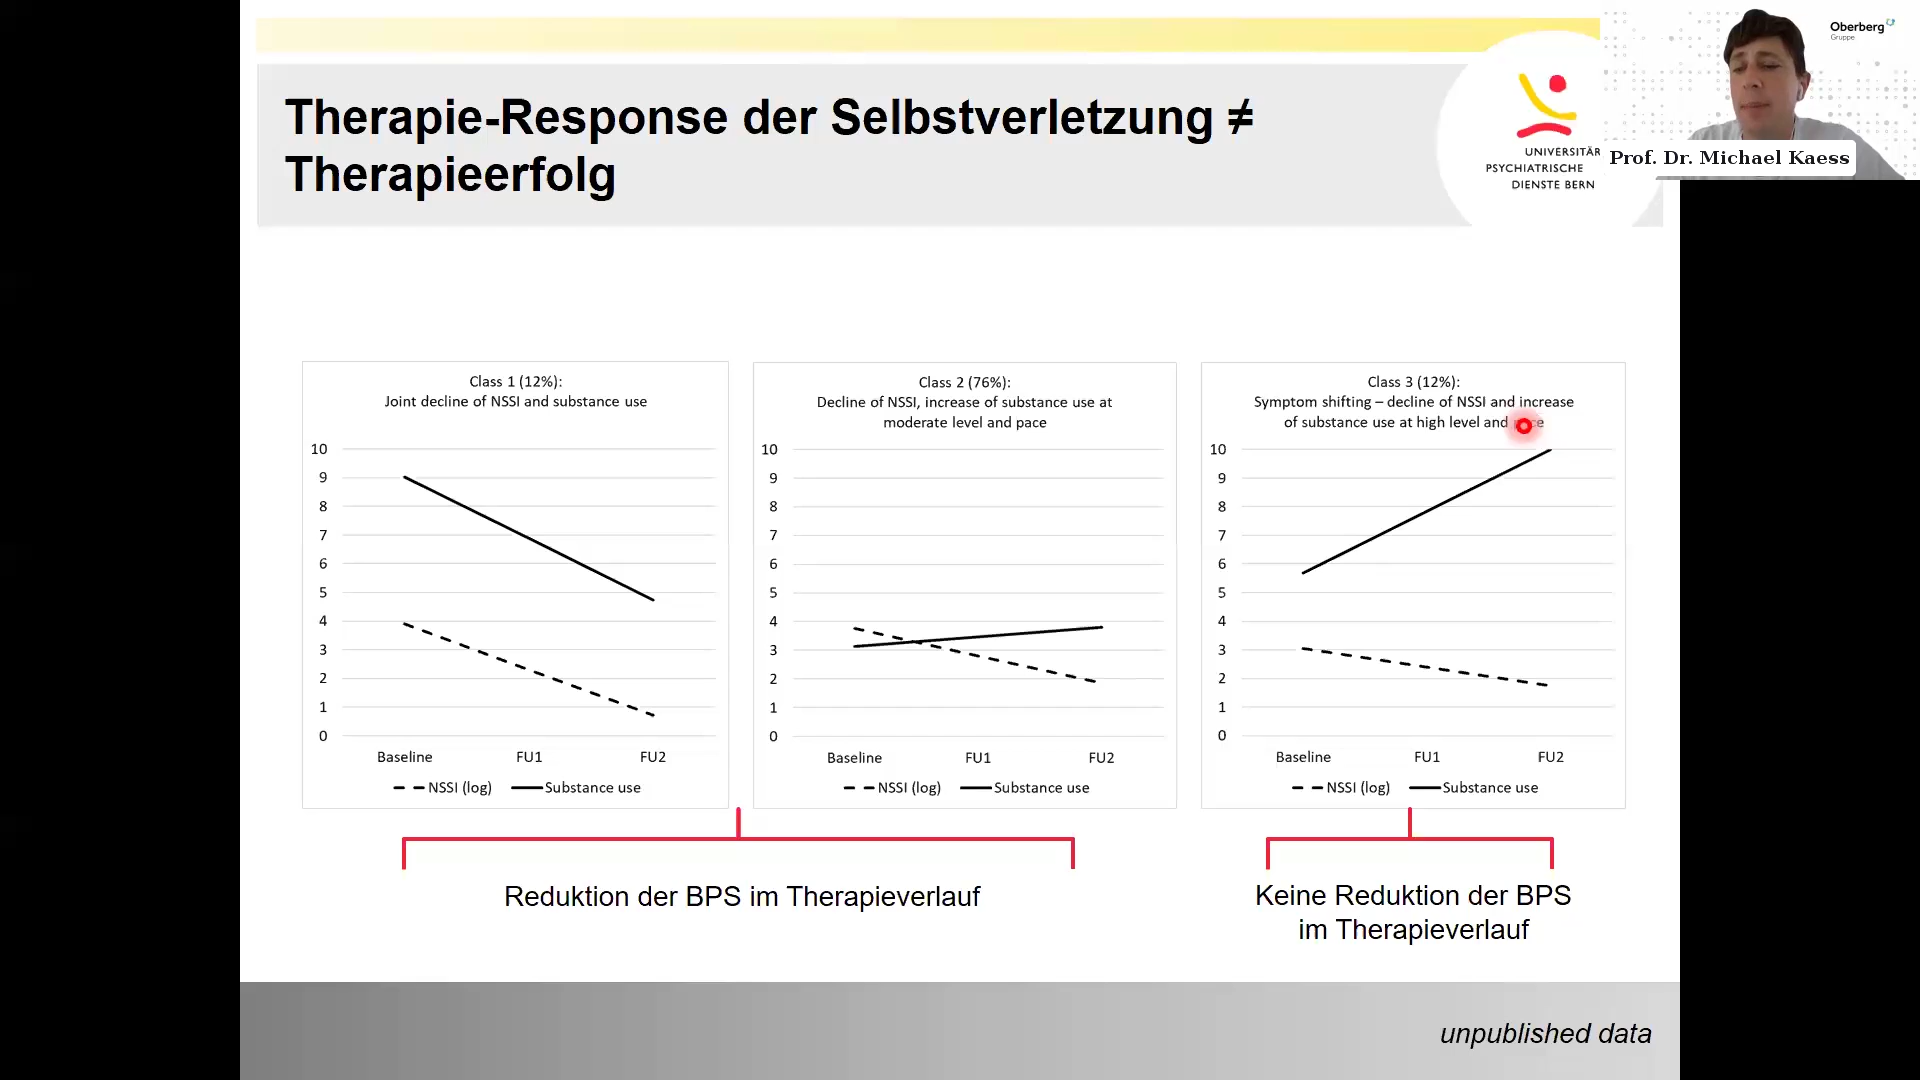 Therapie-Response der Selbstverletzung ≠
Therapieerfolg
UNIVERSITÄR
PSYCHIATRISCHE
DIENSTE BERN
Oberberg
Gruppe
Prof. Dr. Michael Kaess
Class 1 (12%):
Joint decline of NSSI and substance use
10
9
8
7
6
5
4
3
2
1
0
Baseline FU1 FU2
NSSI (log) Substance use
Class 2 (76%):
Decline of NSSI, increase of substance use at
moderate level and pace
10
9
8
7
6
5
4
3
2
1
0
Baseline FU1 FU2
NSSI (log) Substance use
Class 3 (12%):
Symptom shifting – decline of NSSI and increase
of substance use at high level and pace
10
9
8
7
6
5
4
3
2
1
0
Baseline FU1 FU2
NSSI (log) Substance use
Reduktion der BPS im Therapieverlauf
Keine Reduktion der BPS
im Therapieverlauf
unpublished data